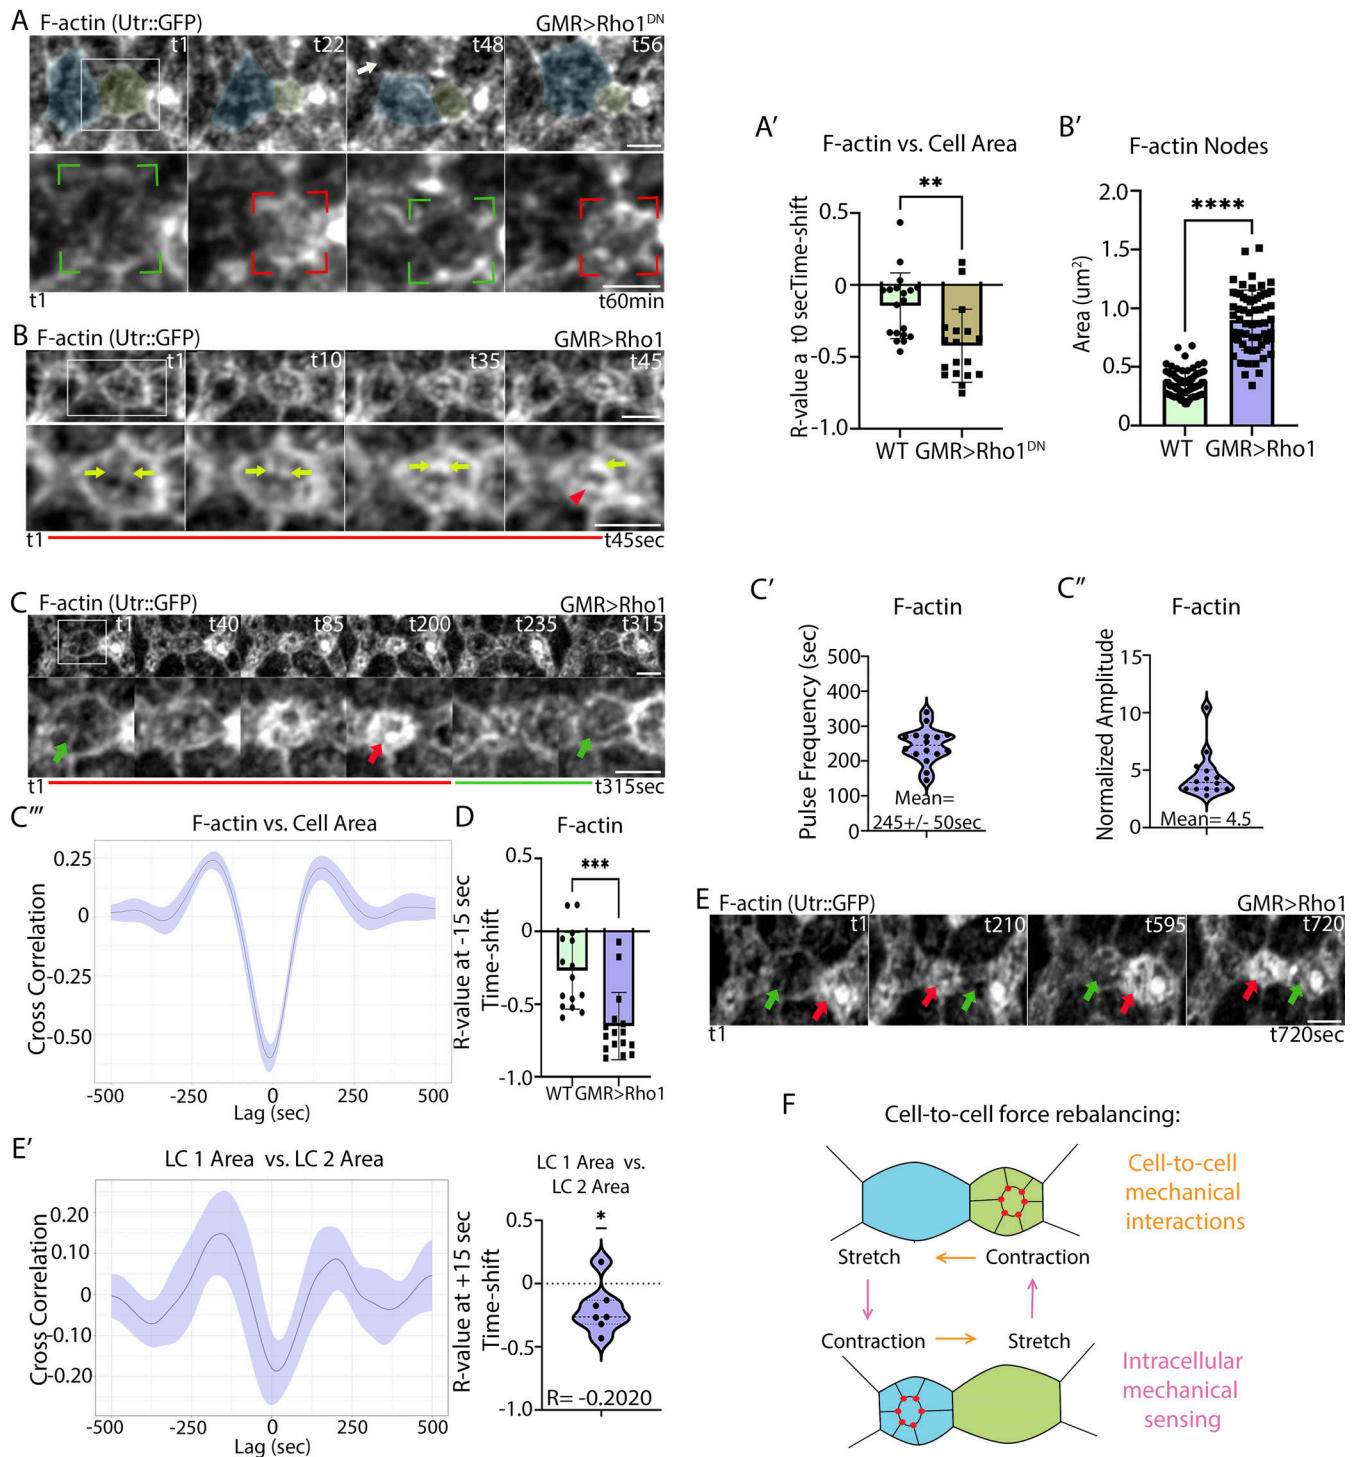 A
F-actin (Utr::GFP) GMR>Rho1DN
t1 t22 t48 t56
t1 t60min
A′
F-actin vs. Cell Area
**
R-value a t0 secTime-shift
0.5
0
-0.5
-1.0
WT GMR>Rho1DN
B′
F-actin Nodes
****
Area (um2)
2.0
1.5
1.0
0.5
0
WT GMR>Rho1
B
F-actin (Utr::GFP) GMR>Rho1
t1 t10 t35 t45
t1 t45sec
C
F-actin (Utr::GFP) GMR>Rho1
t1 t40 t85 t200 t235 t315
t1 t315sec
C′
F-actin
Pulse Frequency (sec)
500
400
300
200
100
0
Mean=
245+/- 50sec
C″
F-actin
Normalized Amplitude
15
10
5
0
Mean= 4.5
C‴
F-actin vs. Cell Area
Cross Correlation
0.25
0
-0.25
-0.50
-500 -250 0 250 500
Lag (sec)
D
F-actin
***
R-value at -15 sec
Time-shift
0.5
0
-0.5
-1.0
WT GMR>Rho1
E
F-actin (Utr::GFP) GMR>Rho1
t1 t210 t595 t720
t1 t720sec
E′
LC 1 Area vs. LC 2 Area
Cross Correlation
0.20
0.10
0
-0.10
-0.20
-500 -250 0 250 500
Lag (sec)
LC 1 Area vs.
LC 2 Area
*
R-value at +15 sec
Time-shift
0.5
0
-0.5
-1.0
R= -0.2020
F
Cell-to-cell force rebalancing:
Cell-to-cell
mechanical
interactions
Stretch Contraction
Contraction Stretch
Intracellular
mechanical
sensing